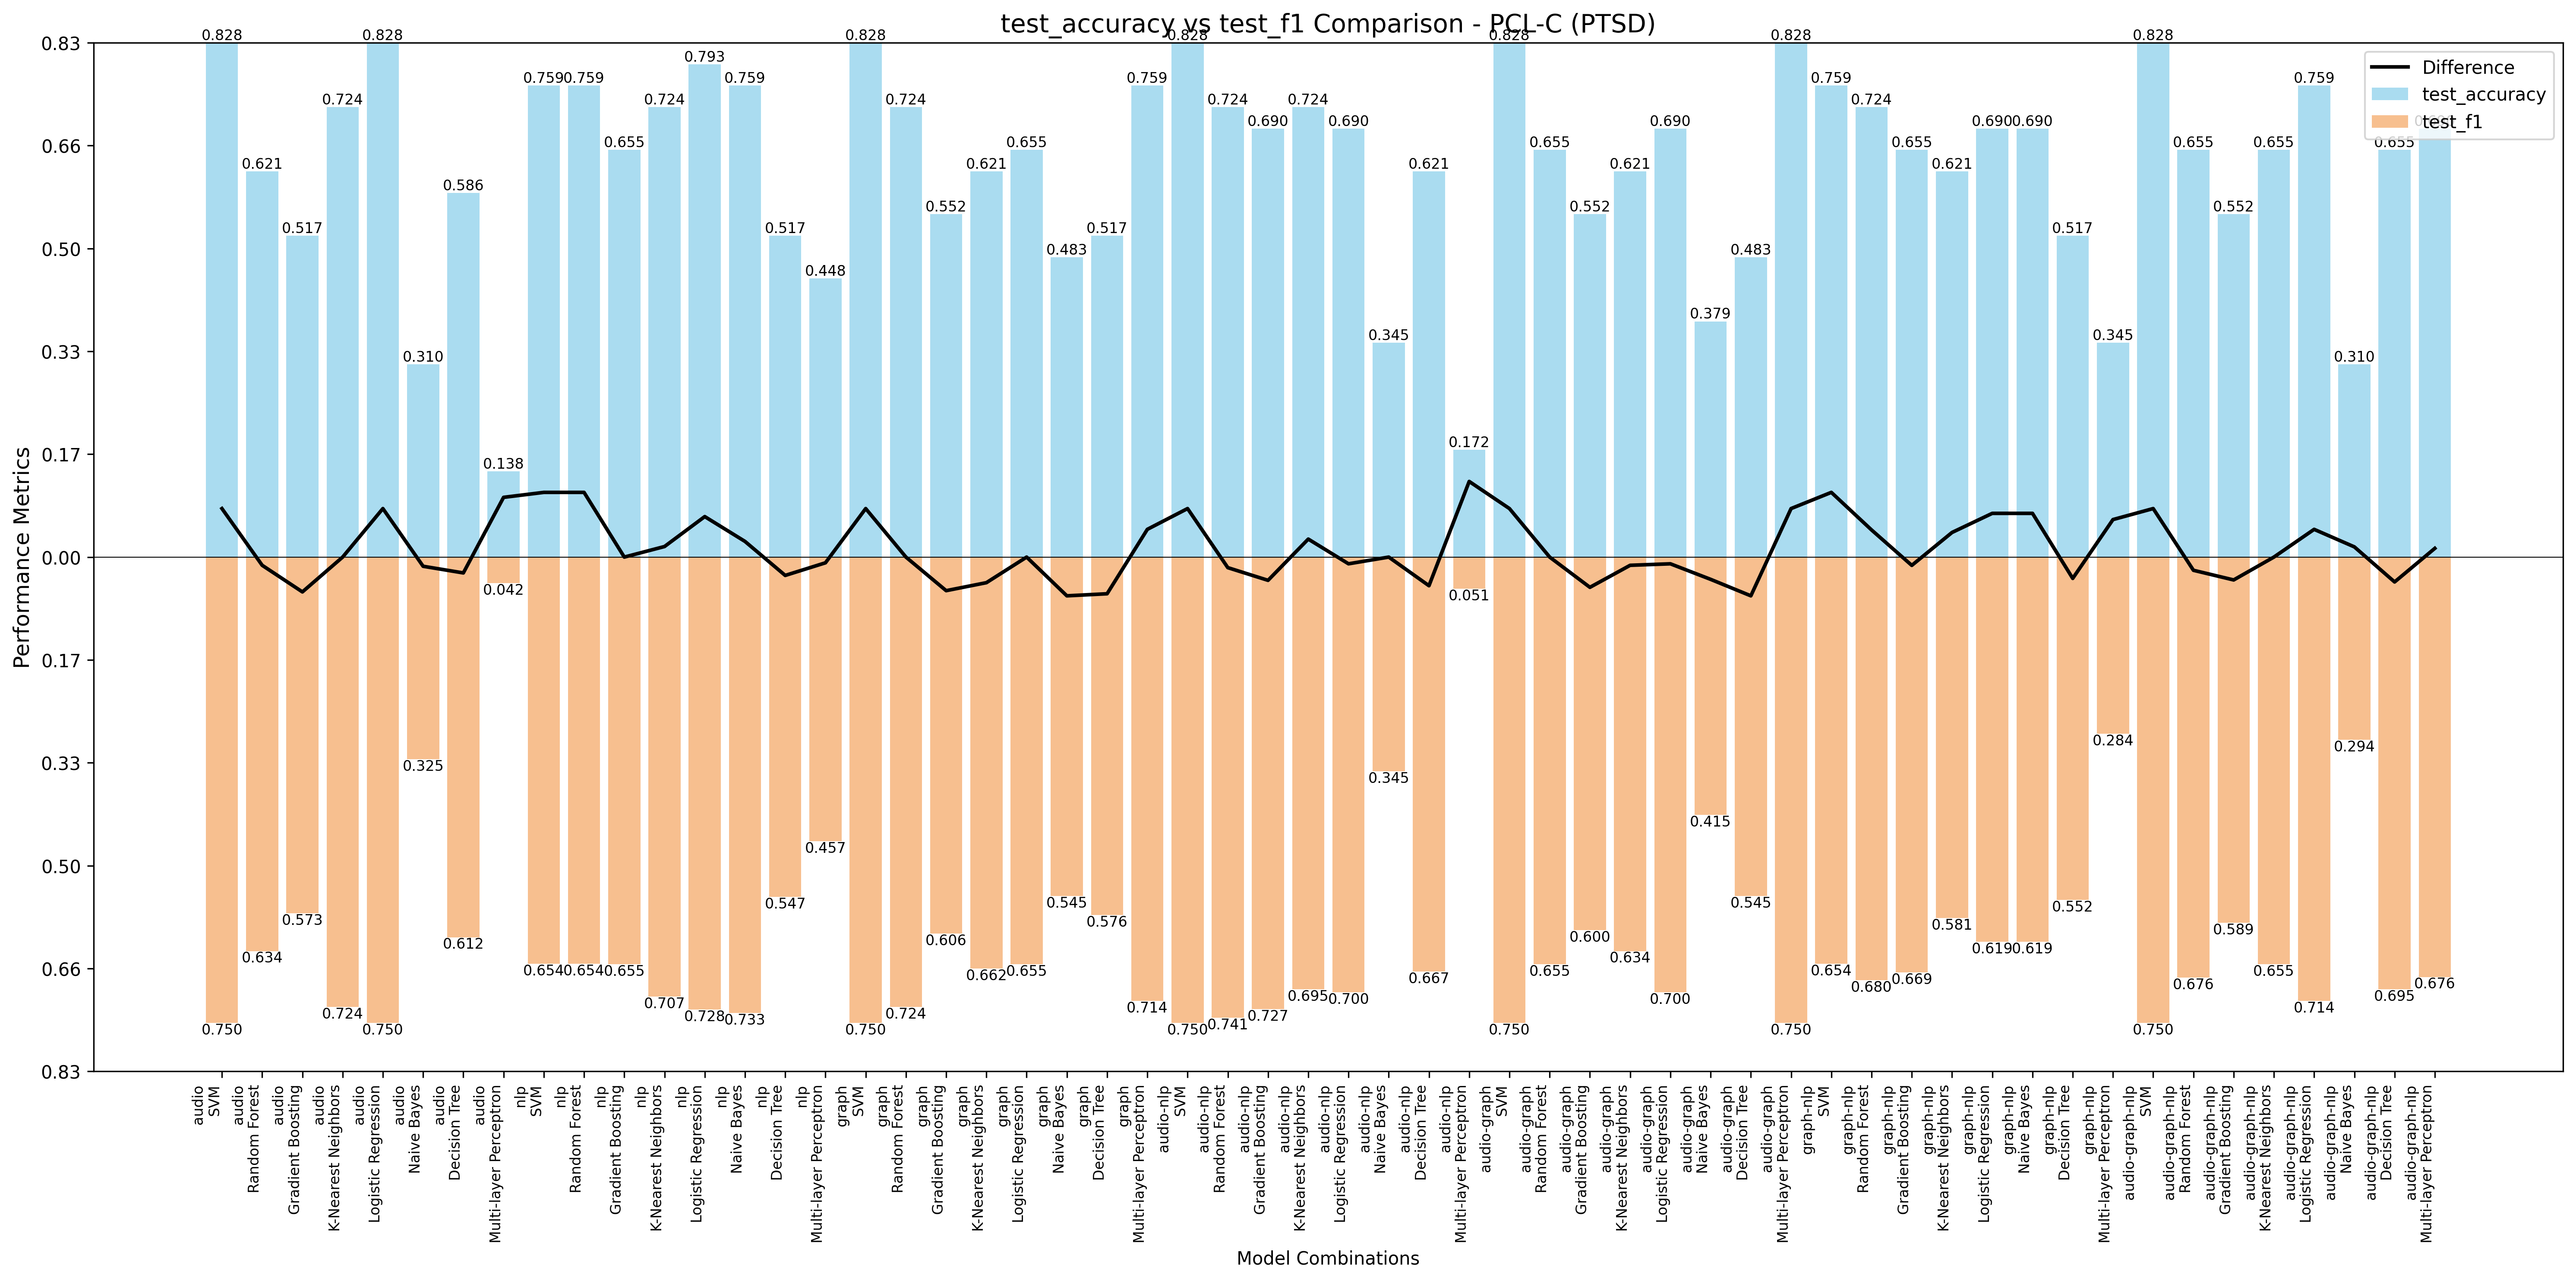 test_accuracy vs test_f1 Comparison - PCL-C (PTSD)
Performance Metrics
0.83
0.66
0.50
0.33
0.17
0.00
0.17
0.33
0.50
0.66
0.83
Difference
test_accuracy
test_f1
0.828
0.621
0.517
0.724
0.828
0.310
0.586
0.138
0.759
0.759
0.655
0.724
0.793
0.759
0.517
0.448
0.828
0.724
0.552
0.621
0.655
0.483
0.517
0.759
0.828
0.724
0.690
0.724
0.690
0.345
0.621
0.172
0.828
0.655
0.552
0.621
0.690
0.379
0.483
0.828
0.759
0.724
0.655
0.621
0.690
0.690
0.517
0.345
0.828
0.655
0.552
0.655
0.759
0.310
0.655
0.750
0.634
0.573
0.724
0.750
0.325
0.612
0.042
0.654
0.654
0.655
0.707
0.728
0.733
0.547
0.457
0.750
0.724
0.606
0.662
0.655
0.545
0.576
0.714
0.750
0.741
0.727
0.695
0.700
0.345
0.667
0.051
0.750
0.655
0.600
0.634
0.700
0.415
0.545
0.750
0.654
0.680
0.669
0.581
0.619
0.619
0.552
0.284
0.750
0.676
0.589
0.655
0.714
0.294
0.695
0.676
audio
SVM
audio
Random Forest
audio
Gradient Boosting
audio
K-Nearest Neighbors
audio
Logistic Regression
audio
Naive Bayes
audio
Decision Tree
audio
Multi-layer Perceptron
nlp
SVM
nlp
Random Forest
nlp
Gradient Boosting
nlp
K-Nearest Neighbors
nlp
Logistic Regression
nlp
Naive Bayes
nlp
Decision Tree
nlp
Multi-layer Perceptron
graph
SVM
graph
Random Forest
graph
Gradient Boosting
graph
K-Nearest Neighbors
graph
Logistic Regression
graph
Naive Bayes
graph
Decision Tree
graph
Multi-layer Perceptron
audio-nlp
SVM
audio-nlp
Random Forest
audio-nlp
Gradient Boosting
audio-nlp
K-Nearest Neighbors
audio-nlp
Logistic Regression
audio-nlp
Naive Bayes
audio-nlp
Decision Tree
audio-nlp
Multi-layer Perceptron
audio-graph
SVM
audio-graph
Random Forest
audio-graph
Gradient Boosting
audio-graph
K-Nearest Neighbors
audio-graph
Logistic Regression
audio-graph
Naive Bayes
audio-graph
Decision Tree
audio-graph
Multi-layer Perceptron
graph-nlp
SVM
graph-nlp
Random Forest
graph-nlp
Gradient Boosting
graph-nlp
K-Nearest Neighbors
graph-nlp
Logistic Regression
graph-nlp
Naive Bayes
graph-nlp
Decision Tree
graph-nlp
Multi-layer Perceptron
audio-graph-nlp
SVM
audio-graph-nlp
Random Forest
audio-graph-nlp
Gradient Boosting
audio-graph-nlp
K-Nearest Neighbors
audio-graph-nlp
Logistic Regression
audio-graph-nlp
Naive Bayes
audio-graph-nlp
Decision Tree
audio-graph-nlp
Multi-layer Perceptron
Model Combinations